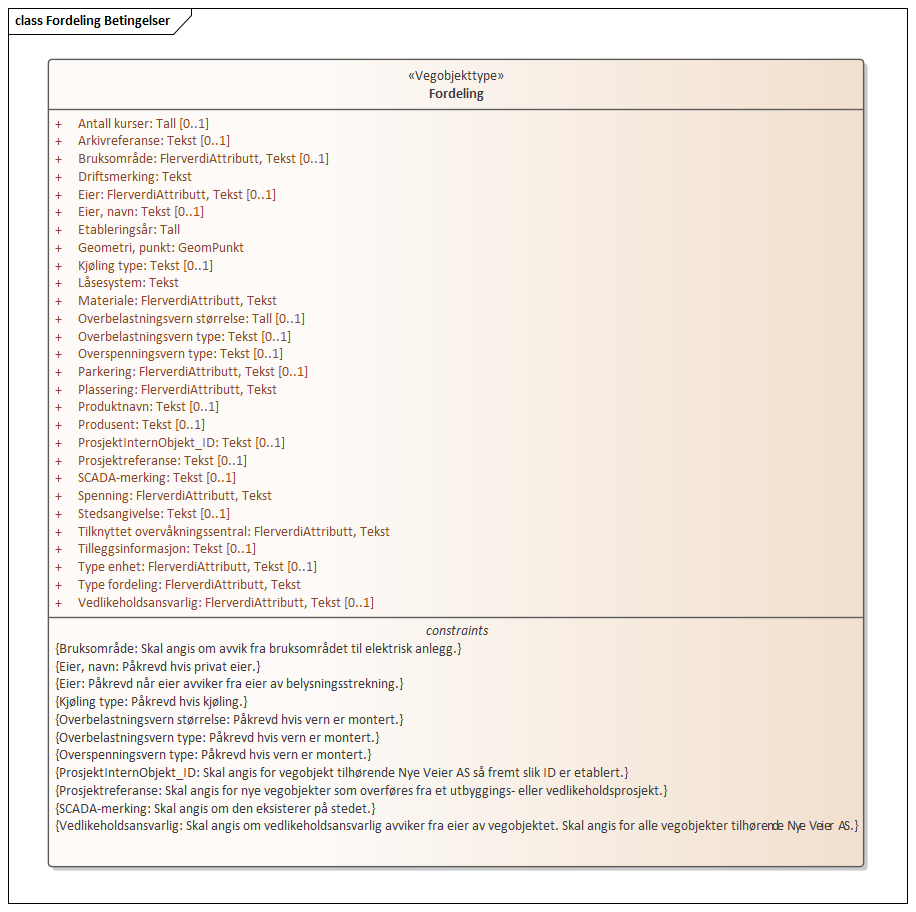 class Fordeling Betingelser
«Vegobjekttype»
Fordeling
+ Antall kurser: Tall [0..1]
+ Arkivreferanse: Tekst [0..1]
+ Bruksområde: FlerverdiAttributt, Tekst [0..1]
+ Driftsmerking: Tekst
+ Eier: FlerverdiAttributt, Tekst [0..1]
+ Eier, navn: Tekst [0..1]
+ Etableringsår: Tall
+ Geometri, punkt: GeomPunkt
+ Kjøling type: Tekst [0..1]
+ Låsesystem: Tekst
+ Materiale: FlerverdiAttributt, Tekst
+ Overbelastningsvern størrelse: Tall [0..1]
+ Overbelastningsvern type: Tekst [0..1]
+ Overspenningsvern type: Tekst [0..1]
+ Parkering: FlerverdiAttributt, Tekst [0..1]
+ Plassering: FlerverdiAttributt, Tekst
+ Produktnavn: Tekst [0..1]
+ Produsent: Tekst [0..1]
+ ProsjektInternObjekt_ID: Tekst [0..1]
+ Prosjektreferanse: Tekst [0..1]
+ SCADA-merking: Tekst [0..1]
+ Spenning: FlerverdiAttributt, Tekst
+ Stedsangivelse: Tekst [0..1]
+ Tilknyttet overvåkningssentral: FlerverdiAttributt, Tekst
+ Tilleggsinformasjon: Tekst [0..1]
+ Type enhet: FlerverdiAttributt, Tekst [0..1]
+ Type fordeling: FlerverdiAttributt, Tekst
+ Vedlikeholdsansvarlig: FlerverdiAttributt, Tekst [0..1]
constraints
{Bruksområde: Skal angis om avvik fra bruksområdet til elektrisk anlegg.}
{Eier, navn: Påkrevd hvis privat eier.}
{Eier: Påkrevd når eier avviker fra eier av belysningsstrekning.}
{Kjøling type: Påkrevd hvis kjøling.}
{Overbelastningsvern størrelse: Påkrevd hvis vern er montert.}
{Overbelastningsvern type: Påkrevd hvis vern er montert.}
{Overspenningsvern type: Påkrevd hvis vern er montert.}
{ProsjektInternObjekt_ID: Skal angis for vegobjekt tilhørende Nye Veier AS så fremt slik ID er etablert.}
{Prosjektreferanse: Skal angis for nye vegobjekter som overføres fra et utbyggings- eller vedlikeholdsprosjekt.}
{SCADA-merking: Skal angis om den eksisterer på stedet.}
{Vedlikeholdsansvarlig: Skal angis om vedlikeholdsansvarlig avviker fra eier av vegobjektet. Skal angis for alle vegobjekter tilhørende Nye Veier AS.}